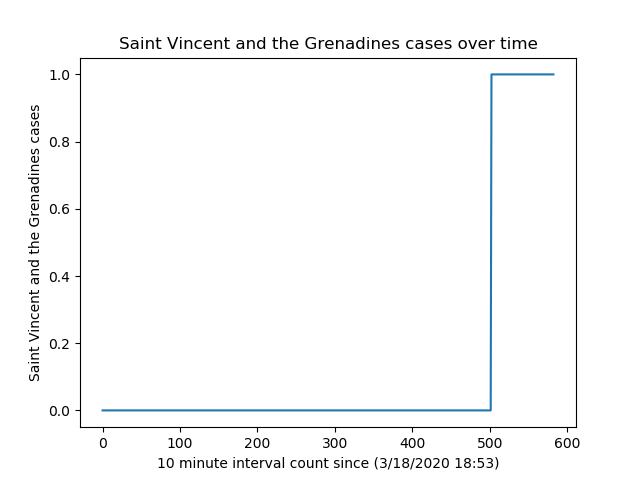 Saint Vincent and the Grenadines cases over time
Saint Vincent and the Grenadines cases
1.0
0.8
0.6
0.4
0.2
0.0
0 100 200 300 400 500 600
10 minute interval count since (3/18/2020 18:53)